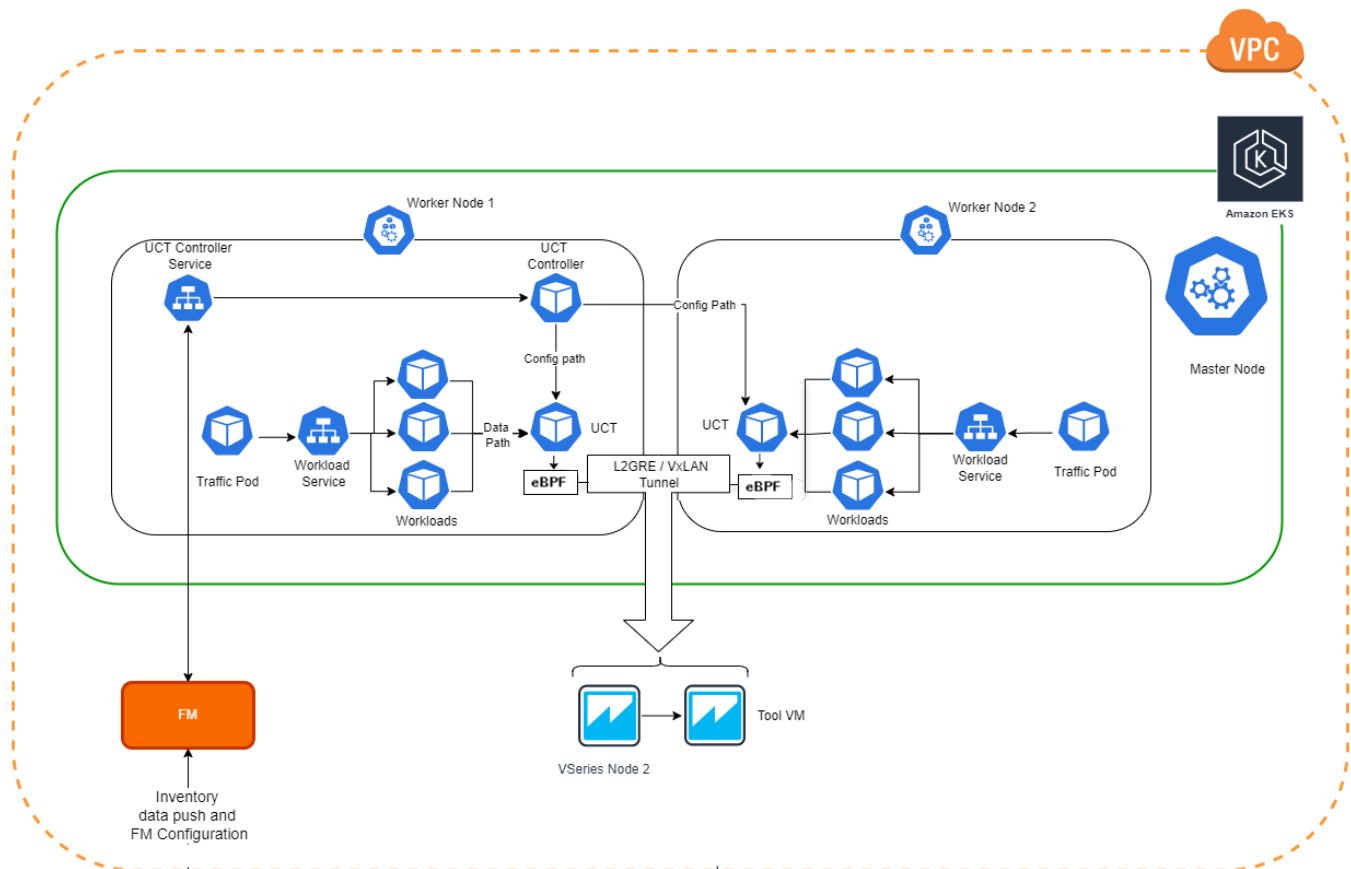 VPC
Amazon EKS
Worker Node 1
Worker Node 2
UCT Controller
Service
UCT
Controller
Config Path
Master Node
Config path
Data
Path
UCT
UCT
Traffic Pod
Workload
Service
Workloads
eBPF
L2GRE / VxLAN
Tunnel
eBPF
Workloads
Workload
Service
Traffic Pod
FM
Tool VM
VSeries Node 2
Inventory
data push and
FM Configuration